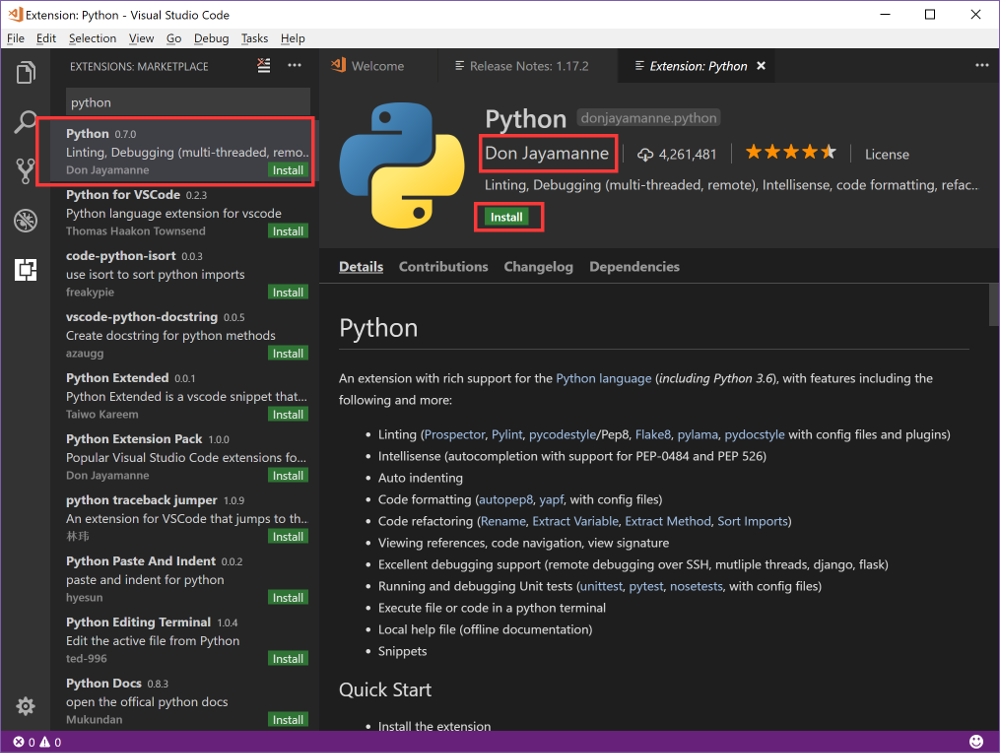 Extension: Python - Visual Studio Code
File Edit Selection View Go Debug Tasks Help
EXTENSIONS: MARKETPLACE
python
Python 0.7.0
Linting, Debugging (multi-threaded, remo..
Don Jayamanne Install
Python for VSCode 0.2.3
Python language extension for vscode
Thomas Haakon Townsend Install
code-python-isort 0.0.3
use isort to sort python imports
freakypie Install
vscode-python-docstring 0.0.5
Create docstring for python methods
azaugg Install
Python Extended 0.0.1
Python Extended is a vscode snippet that...
Taiwo Kareem Install
Python Extension Pack 1.0.0
Popular Visual Studio Code extensions fo...
Don Jayamanne Install
python traceback jumper 1.0.9
An extension for VSCode that jumps to th...
林玮 Install
Python Paste And Indent 0.0.2
paste and indent for python
hyesun Install
Python Editing Terminal 1.0.4
Edit the active file from Python
ted-996 Install
Python Docs 0.8.3
open the offical python docs
Mukundan Install
Welcome Release Notes: 1.17.2 Extension: Python
Python donjayamanne.python
Don Jayamanne 4,261,481 License
Linting, Debugging (multi-threaded, remote), Intellisense, code formatting, refac..
Install
Details Contributions Changelog Dependencies
Python
An extension with rich support for the Python language (including Python 3.6), with features including the
following and more:
• Linting (Prospector, Pylint, pycodestyle/Pep8, Flake8, pylama, pydocstyle with config files and plugins)
• Intellisense (autocompletion with support for PEP-0484 and PEP 526)
• Auto indenting
• Code formatting (autopep8, yapf, with config files)
• Code refactoring (Rename, Extract Variable, Extract Method, Sort Imports)
• Viewing references, code navigation, view signature
• Excellent debugging support (remote debugging over SSH, mutliple threads, django, flask)
• Running and debugging Unit tests (unittest, pytest, nosetests, with config files)
• Execute file or code in a python terminal
• Local help file (offline documentation)
• Snippets
Quick Start
• Install the extension
0 0